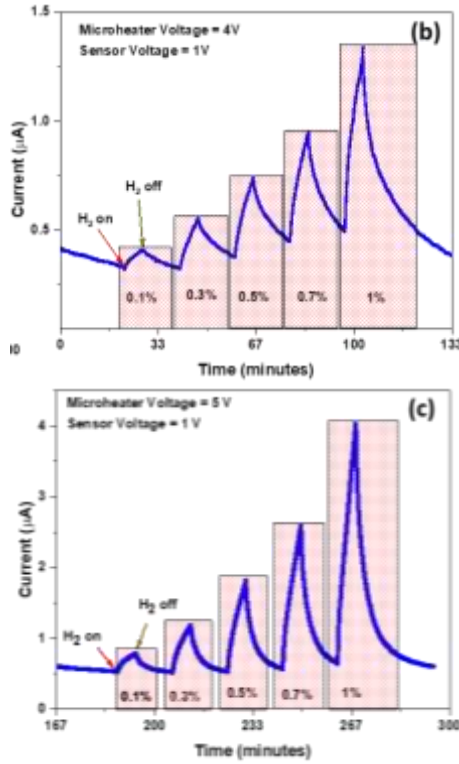 1.5
Microheater Voltage = 4V
(b)
Sensor Voltage = 1V
1.0
H2 off
H2 on
0.5
0.1%
0.3%
0.5%
0.7%
1%
Current (µA)
0
33
67
100
133
Time (minutes)
Microheater Voltage = 5 V
(c)
Sensor Voltage = 1 V
4
3
2
H2 off
1
H2 on
0.1%
0.5%
0.7%
1%
0
Current (µA)
167
200
233
267
300
Time (minutes)